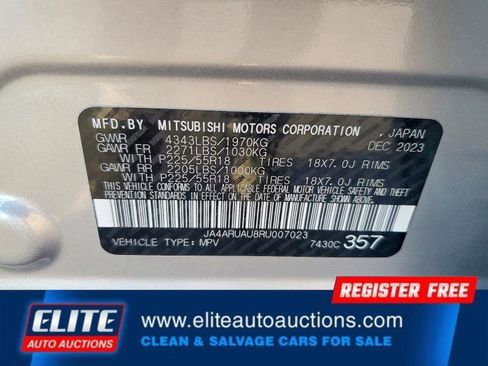 MFD.BY MITSUBISHI MOTORS CORPORATION , JAPAN
GVWR 4343LBS/1970KG DEC 2023
GAWR FR 2271LBS/1030KG
WITH P225/55R18 TIRES 18X7.0J RIMS
GAWR RR 2205LBS/1000KG
WITH P225/55R18 TIRES 18X7.0J RIMS
THIS VEHICLE CONFORMS TO ALL APPLICABLE FEDERAL MOTOR VEHICLE SAFETY, BUMPER
AND THEFT PREVENTION STANDARDS IN EFFECT ON THE DATE OF MANUFACTURE SHOWN ABOVE.
JA4ARUAU8RU007023
VEHICLE TYPE: MPV 7430C 357
REGISTER FREE!
ELITE
AUTO AUCTIONS
www.eliteautoauctions.com
CLEAN & SALVAGE CARS FOR SALE